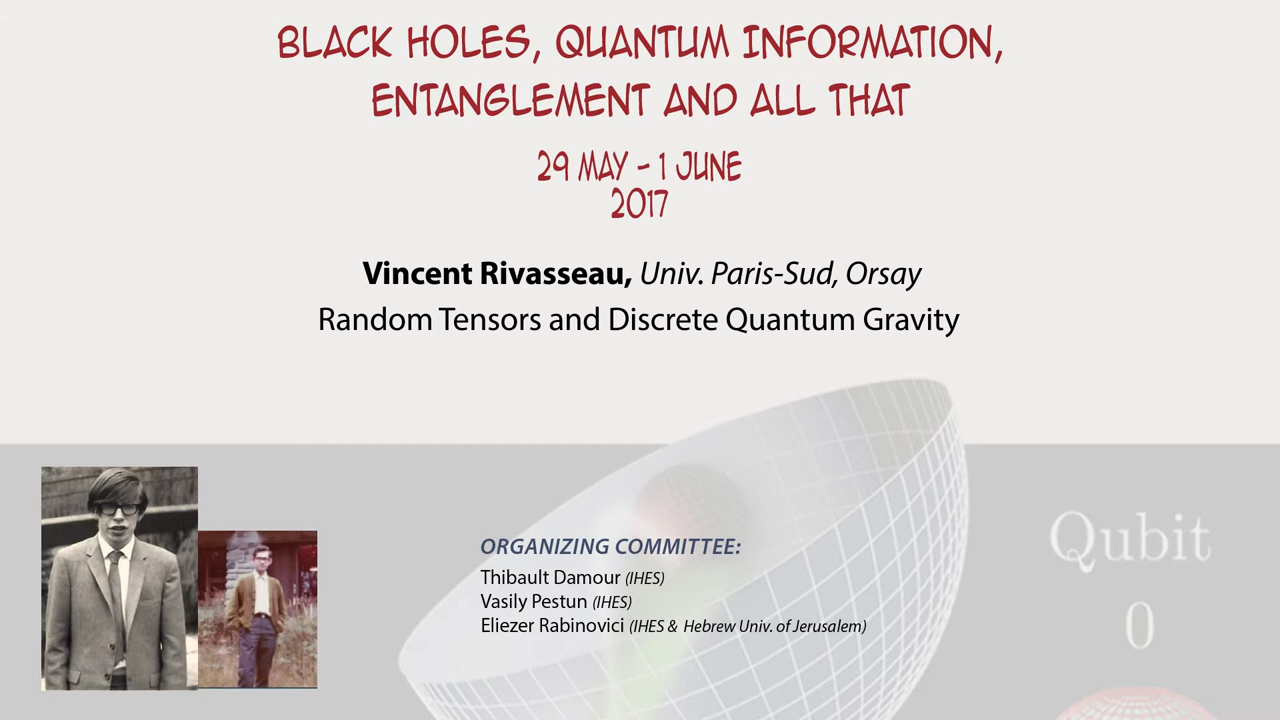 BLACK HOLES, QUANTUM INFORMATION,
ENTANGLEMENT AND ALL THAT
29 MAY - 1 JUNE
2017
Vincent Rivasseau, Univ. Paris-Sud, Orsay
Random Tensors and Discrete Quantum Gravity
ORGANIZING COMMITTEE:
Thibault Damour (IHES)
Vasily Pestun (IHES)
Eliezer Rabinovici (IHES & Hebrew Univ. of Jerusalem)
Qubit
0